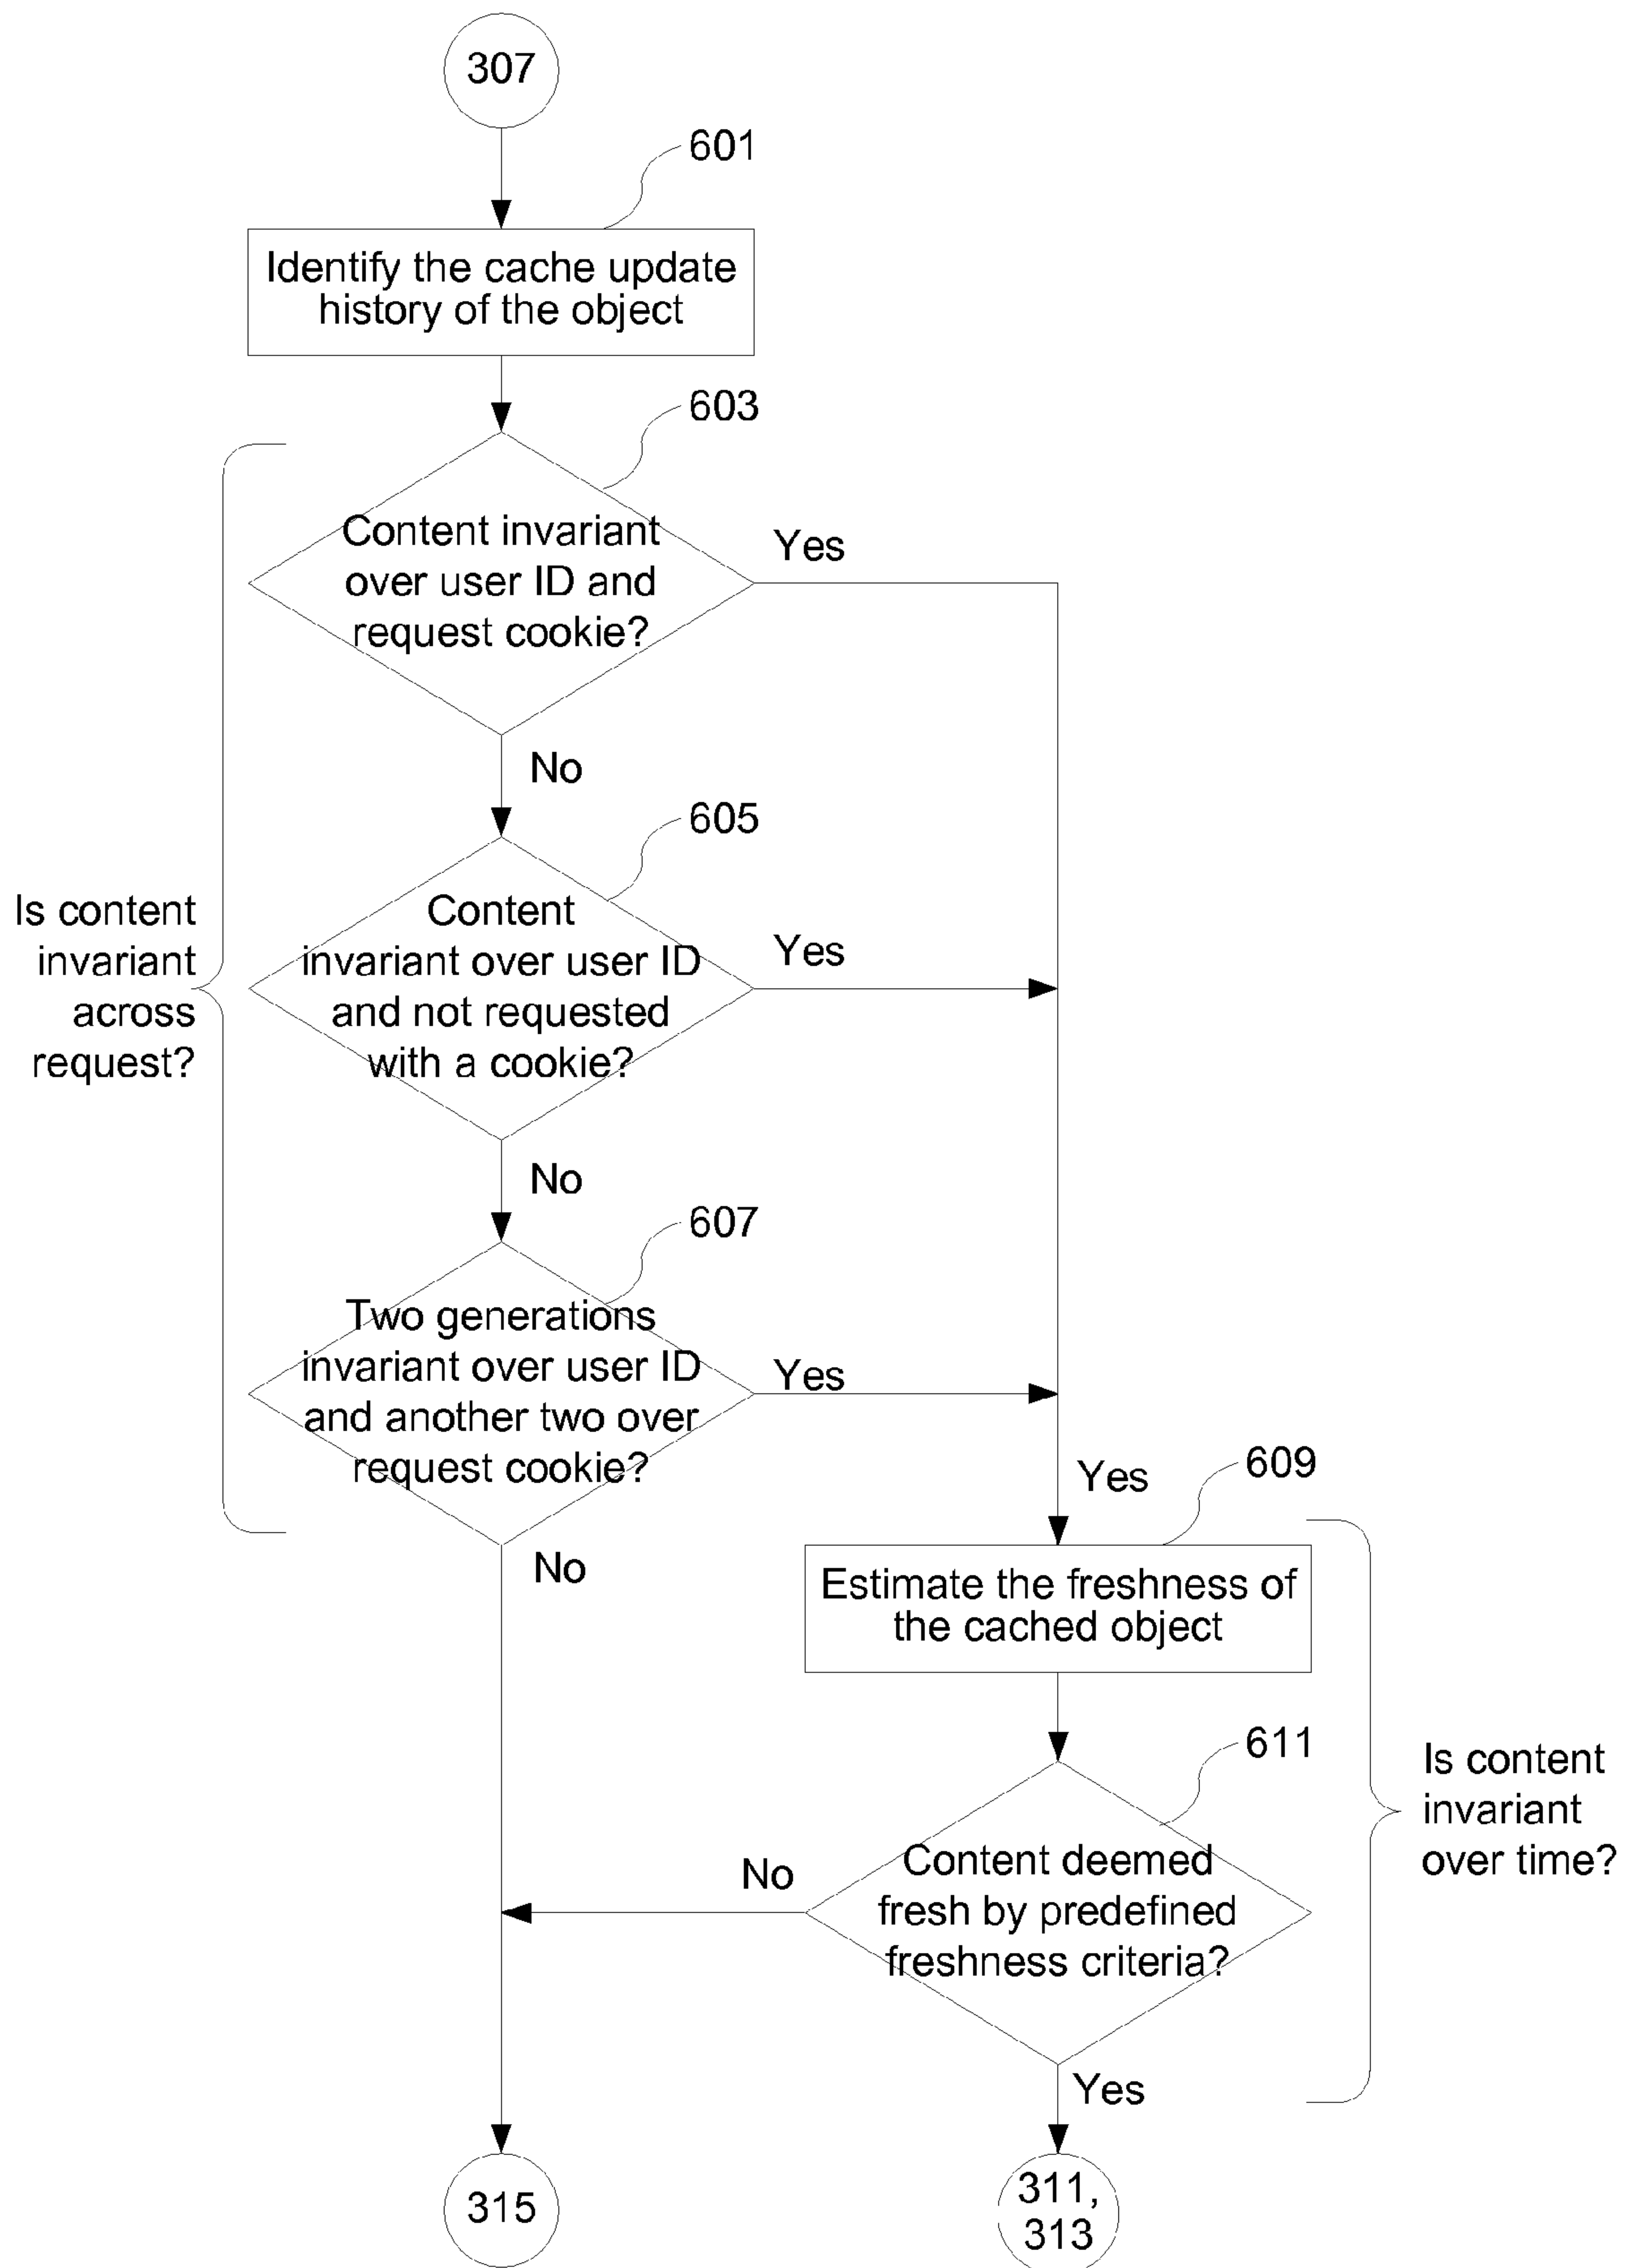 307
601
Identify the cache update
history of the object
603
Content invariant
over user ID and
request cookie?
Yes
No
605
Content
invariant over user ID
and not requested
with a cookie?
Yes
Is content
invariant
across
request?
No
607
Two generations
invariant over user ID
and another two over
request cookie?
Yes
No
Yes
609
Estimate the freshness of
the cached object
611
Content deemed
fresh by predefined
freshness criteria?
No
Is content
invariant
over time?
Yes
315
311,
313